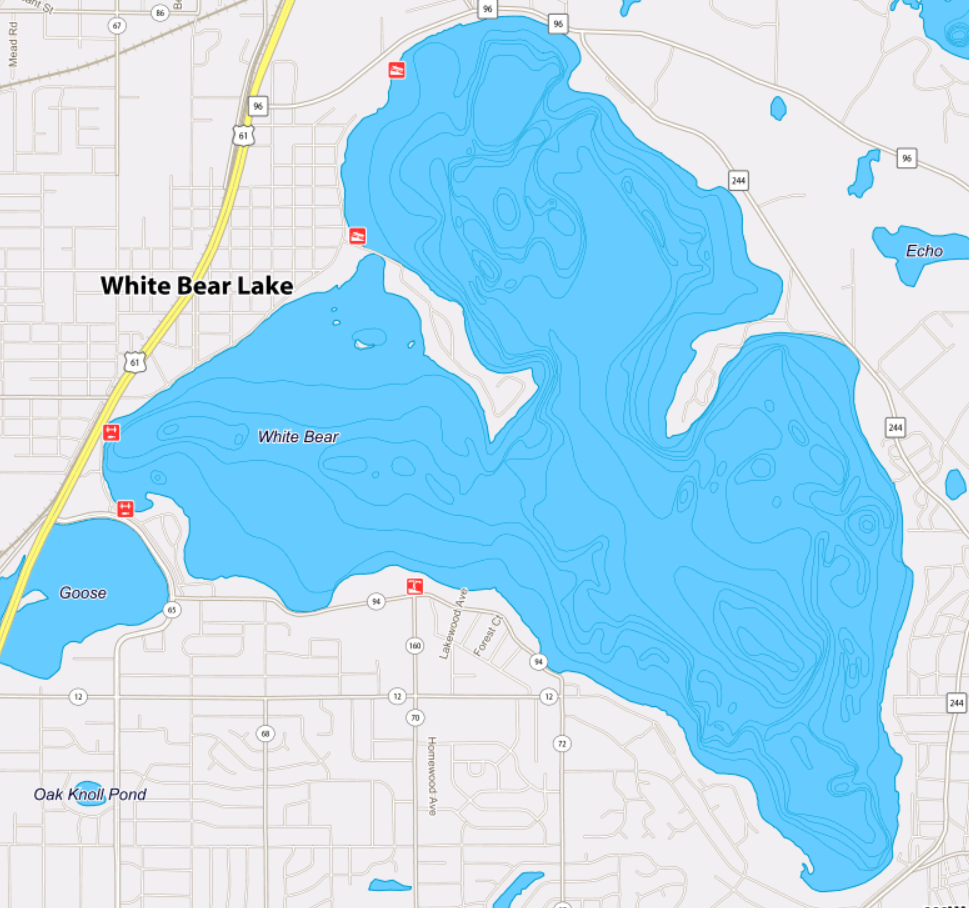 96
86
67
96
Mead Rd
96
61
96
244
Echo
White Bear Lake
61
White Bear
244
Goose
94
65
160
Lakewood Ave
Forest Ct
94
12
12
12
244
70
68
72
Homewood Ave
Oak Knoll Pond